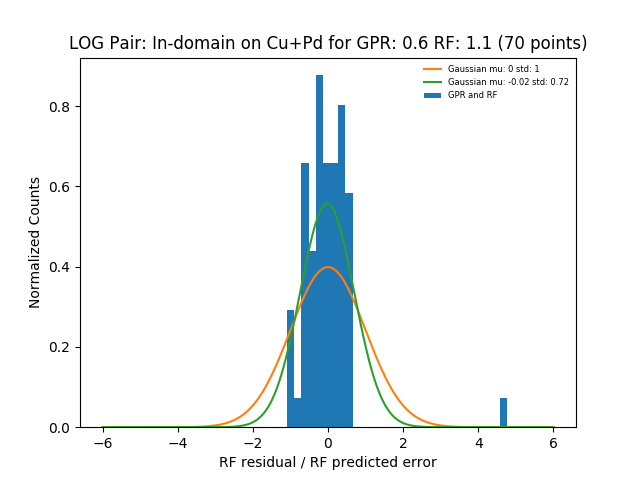 LOG Pair: In-domain on Cu+Pd for GPR: 0.6 RF: 1.1 (70 points)
Gaussian mu: 0 std: 1
Gaussian mu: -0.02 std: 0.72
GPR and RF
Normalized Counts
0.8
0.6
0.4
0.2
0.0
−6 −4 −2 0 2 4 6
RF residual / RF predicted error